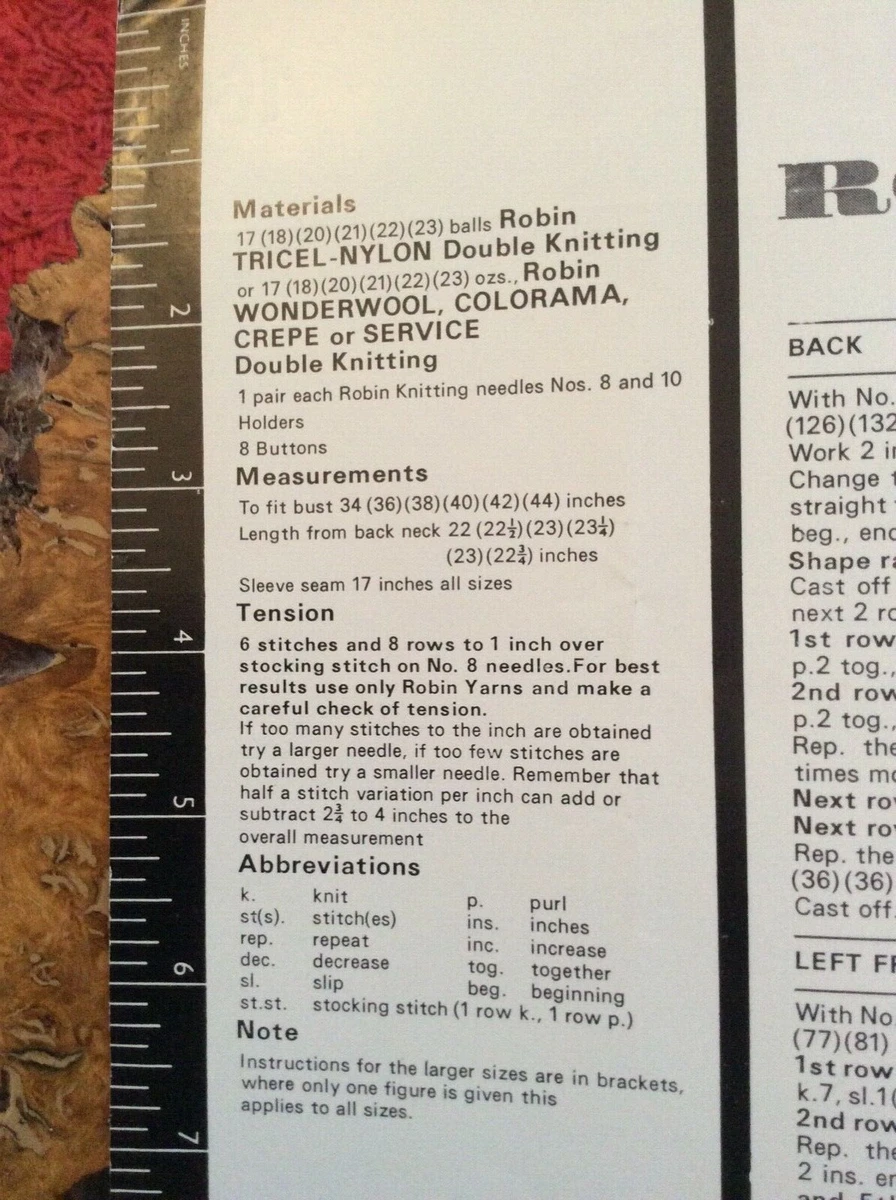 INCHES
1
2
3
4
5
6
7
Materials
17 (18)(20)(21)(22)(23) balls Robin
TRICEL-NYLON Double Knitting
or 17 (18)(20)(21)(22)(23) ozs., Robin
WONDERWOOL, COLORAMA,
CREPE or SERVICE
Double Knitting
1 pair each Robin Knitting needles Nos. 8 and 10
Holders
8 Buttons
Measurements
To fit bust 34 (36)(38)(40)(42)(44) inches
Length from back neck 22 (22½)(23)(23¼)
(23)(22¾) inches
Sleeve seam 17 inches all sizes
Tension
6 stitches and 8 rows to 1 inch over
stocking stitch on No. 8 needles.For best
results use only Robin Yarns and make a
careful check of tension.
If too many stitches to the inch are obtained
try a larger needle, if too few stitches are
obtained try a smaller needle. Remember that
half a stitch variation per inch can add or
subtract 2¾ to 4 inches to the
overall measurement
Abbreviations
k. knit p. purl
st(s). stitch(es) ins. inches
rep. repeat inc. increase
dec. decrease tog. together
sl. slip beg. beginning
st.st. stocking stitch (1 row k., 1 row p.)
Note
Instructions for the larger sizes are in brackets,
where only one figure is given this
applies to all sizes.
BACK
With No.
(126)(132
Work 2 i
Change
straight
beg., end
Shape
Cast off
next 2
1st row
p.2 tog.,
2nd row
p.2 tog.,
Rep. the
times
Next
Next
Rep. the
(36)(36)
Cast off.
LEFT
With No
(77)(81)
1st row
k.7, sl.1
2nd row
Rep. the
2 ins.